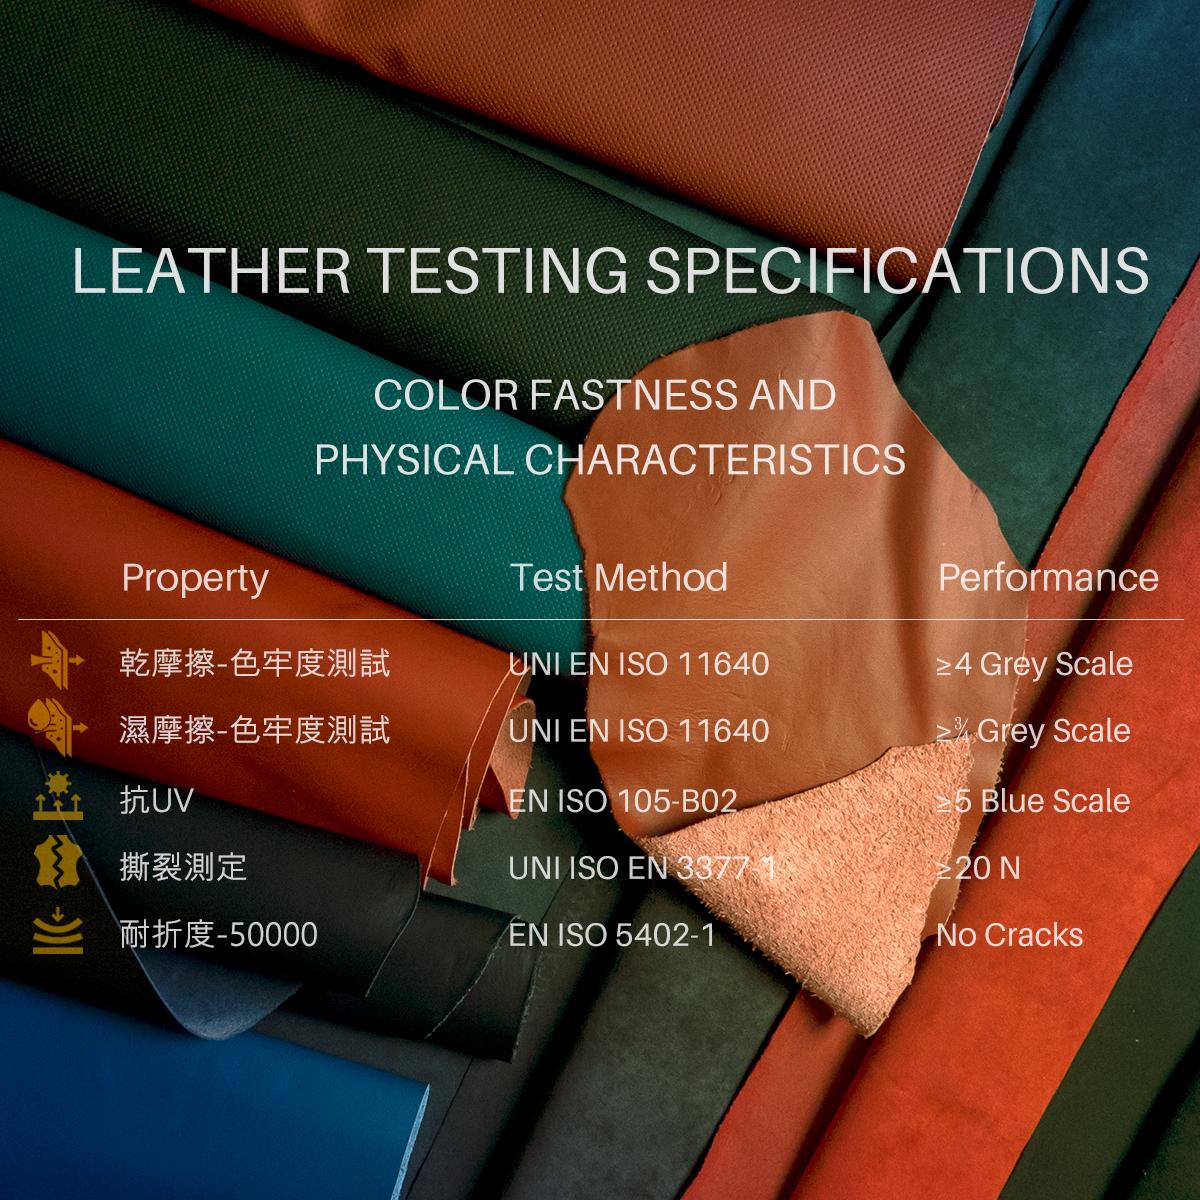 LEATHER TESTING SPECIFICATIONS
COLOR FASTNESS AND
PHYSICAL CHARACTERISTICS
Property Test Method Performance
乾摩擦-色牢度測試 UNI EN ISO 11640 ≥4 Grey Scale
濕摩擦-色牢度測試 UNI EN ISO 11640 ≥¾ Grey Scale
抗UV EN ISO 105-B02 ≥5 Blue Scale
撕裂測定 UNI ISO EN 3377-1 ≥20 N
耐折度-50000 EN ISO 5402-1 No Cracks